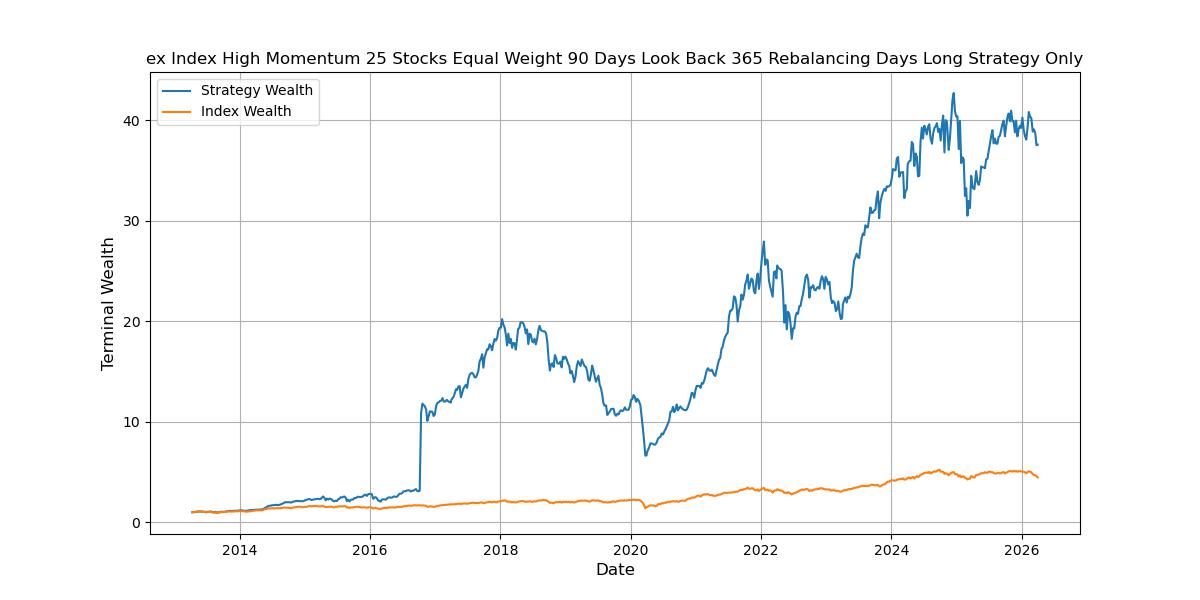 ex Index High Momentum 25 Stocks Equal Weight 90 Days Look Back 365 Rebalancing Days Long Strategy Only
Strategy Wealth
Index Wealth
Terminal Wealth
40
30
20
10
0
2014 2016 2018 2020 2022 2024 2026
Date